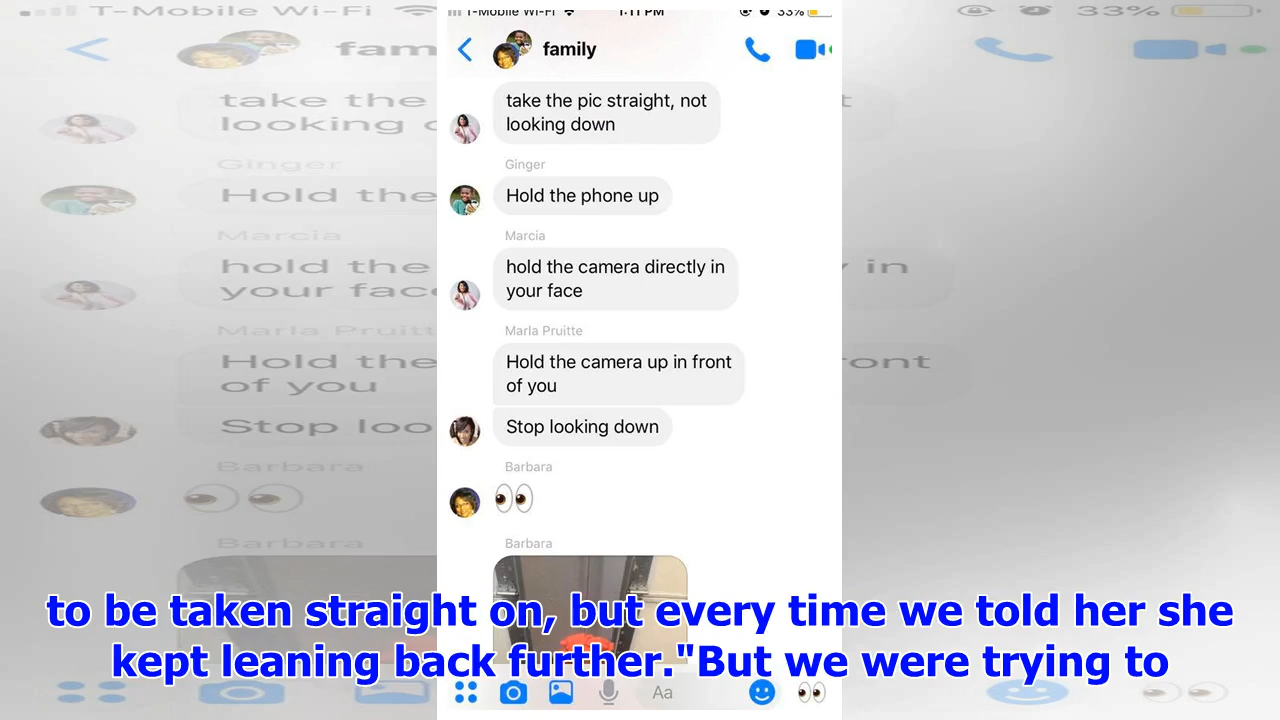 T-Mobile Wi-Fi
1:11 PM
33%
family
take the pic straight, not
looking down
Ginger
Hold the phone up
Marcia
hold the camera directly in
your face
Marla Pruitte
Hold the camera up in front
of you
Stop looking down
Barbara
Barbara
to be taken straight on, but every time we told her she
kept leaning back further."But we were trying to
Aa